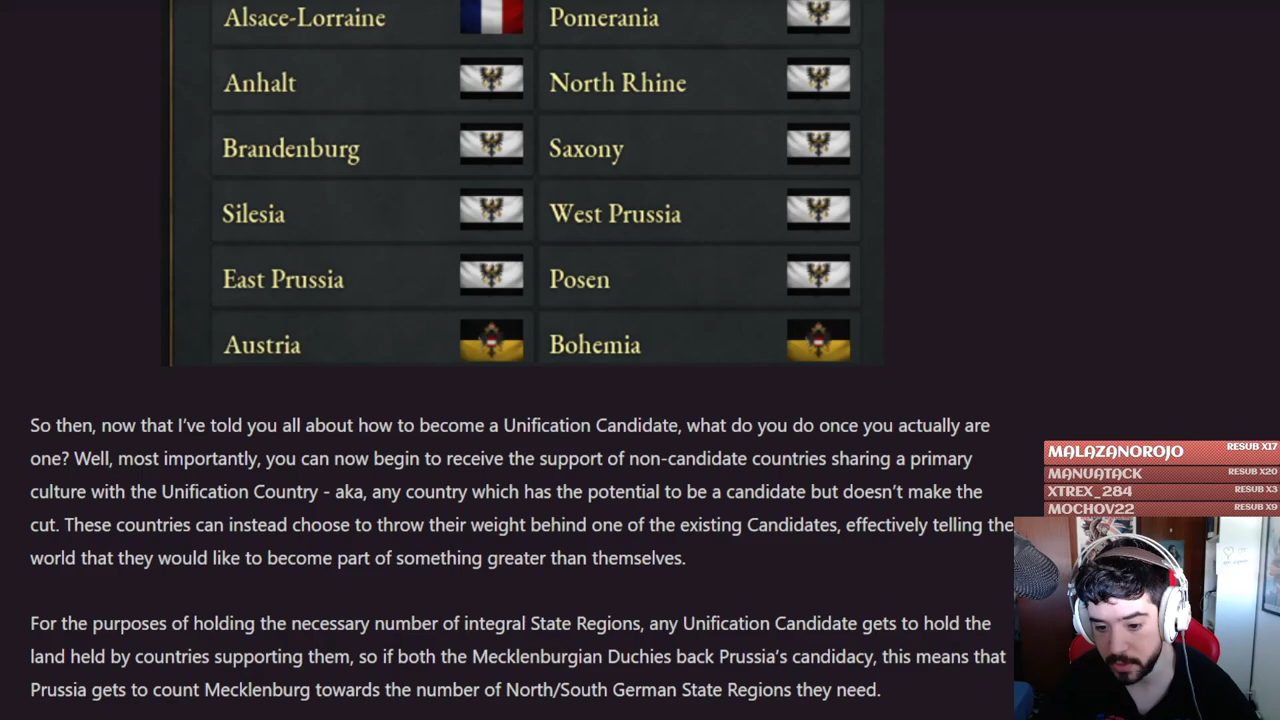 Alsace-Lorraine Pomerania
Anhalt North Rhine
Brandenburg Saxony
Silesia West Prussia
East Prussia Posen
Austria Bohemia
So then, now that I've told you all about how to become a Unification Candidate, what do you do once you actually are
one? Well, most importantly, you can now begin to receive the support of non-candidate countries sharing a primary
culture with the Unification Country - aka, any country which has the potential to be a candidate but doesn't make the
cut. These countries can instead choose to throw their weight behind one of the existing Candidates, effectively telling the
world that they would like to become part of something greater than themselves.
For the purposes of holding the necessary number of integral State Regions, any Unification Candidate gets to hold the
land held by countries supporting them, so if both the Mecklenburgian Duchies back Prussia's candidacy, this means that
Prussia gets to count Mecklenburg towards the number of North/South German State Regions they need.
MALAZANOROJO RESUB X17
MANUATACK RESUB X20
XTREX_284 RESUB X3
MOCHOV22 RESUB X9